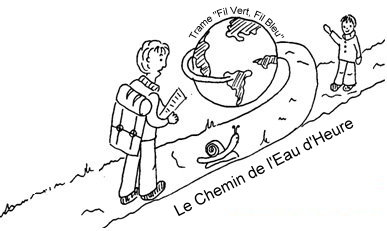 Trame "Fil Vert, Fil Bleu"
Le Chemin de l'Eau d'Heure